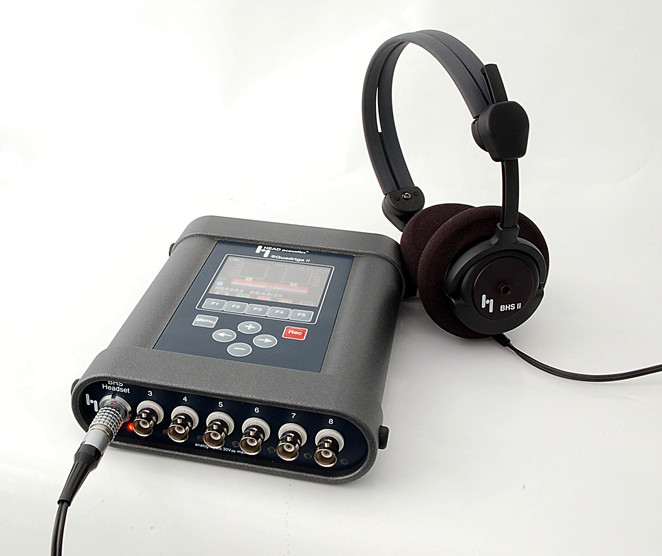 HEAD acoustics®
SQuadriga II
F1 F2 F3 F4 F5
Menu
Rec
BHS
Headset
3 4 5 6 7 8
BHS II